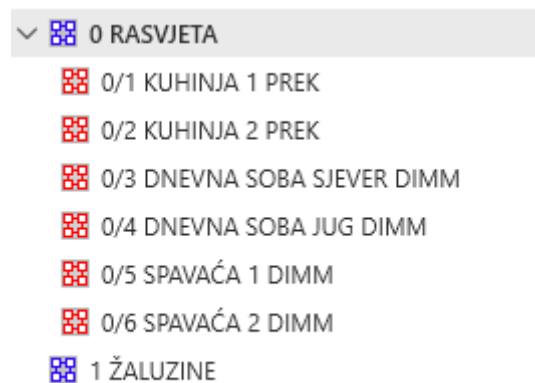 0 RASVJETA
0/1 KUHINJA 1 PREK
0/2 KUHINJA 2 PREK
0/3 DNEVNA SOBA SJEVER DIMM
0/4 DNEVNA SOBA JUG DIMM
0/5 SPAVAĆA 1 DIMM
0/6 SPAVAĆA 2 DIMM
1 ŽALUZINE